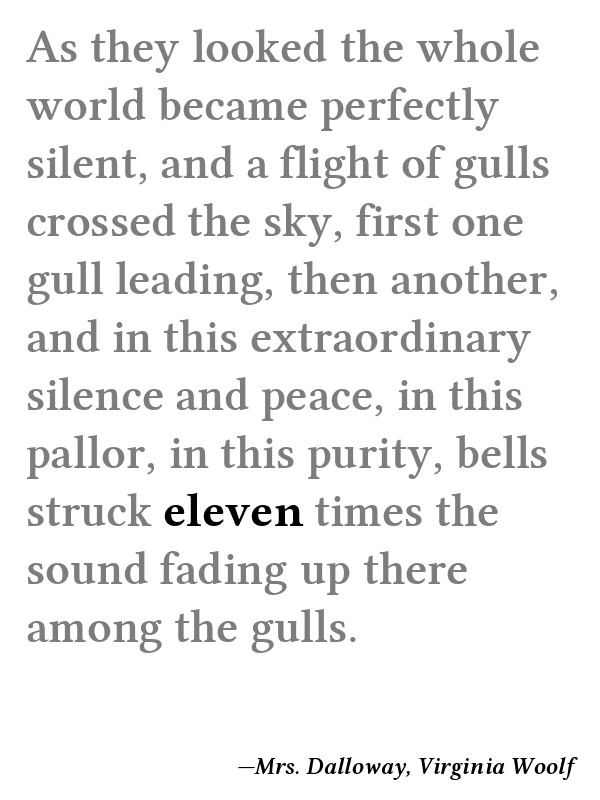 As they looked the whole
world became perfectly
silent, and a flight of gulls
crossed the sky, first one
gull leading, then another,
and in this extraordinary
silence and peace, in this
pallor, in this purity, bells
struck eleven times the
sound fading up there
among the gulls.
—Mrs. Dalloway, Virginia Woolf